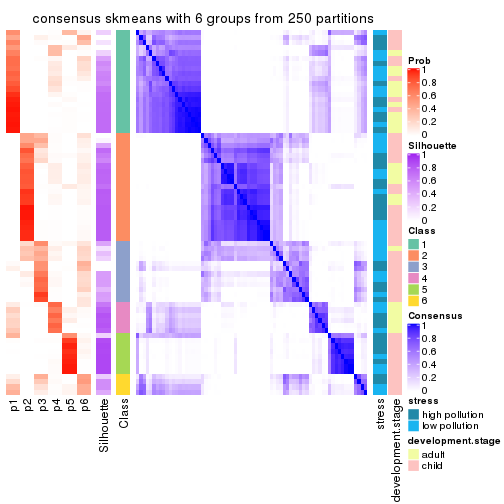 consensus skmeans with 6 groups from 250 partitions
Prob
1
0.8
0.6
0.4
0.2
0
Silhouette
1
0.8
0.6
0.4
0.2
0
Class
1
2
3
4
5
6
Consensus
1
0.8
0.6
0.4
0.2
0
stress
high pollution
low pollution
development.stage
adult
child
p1
p2
p3
p4
p5
p6
Silhouette
Class
stress
development.stage